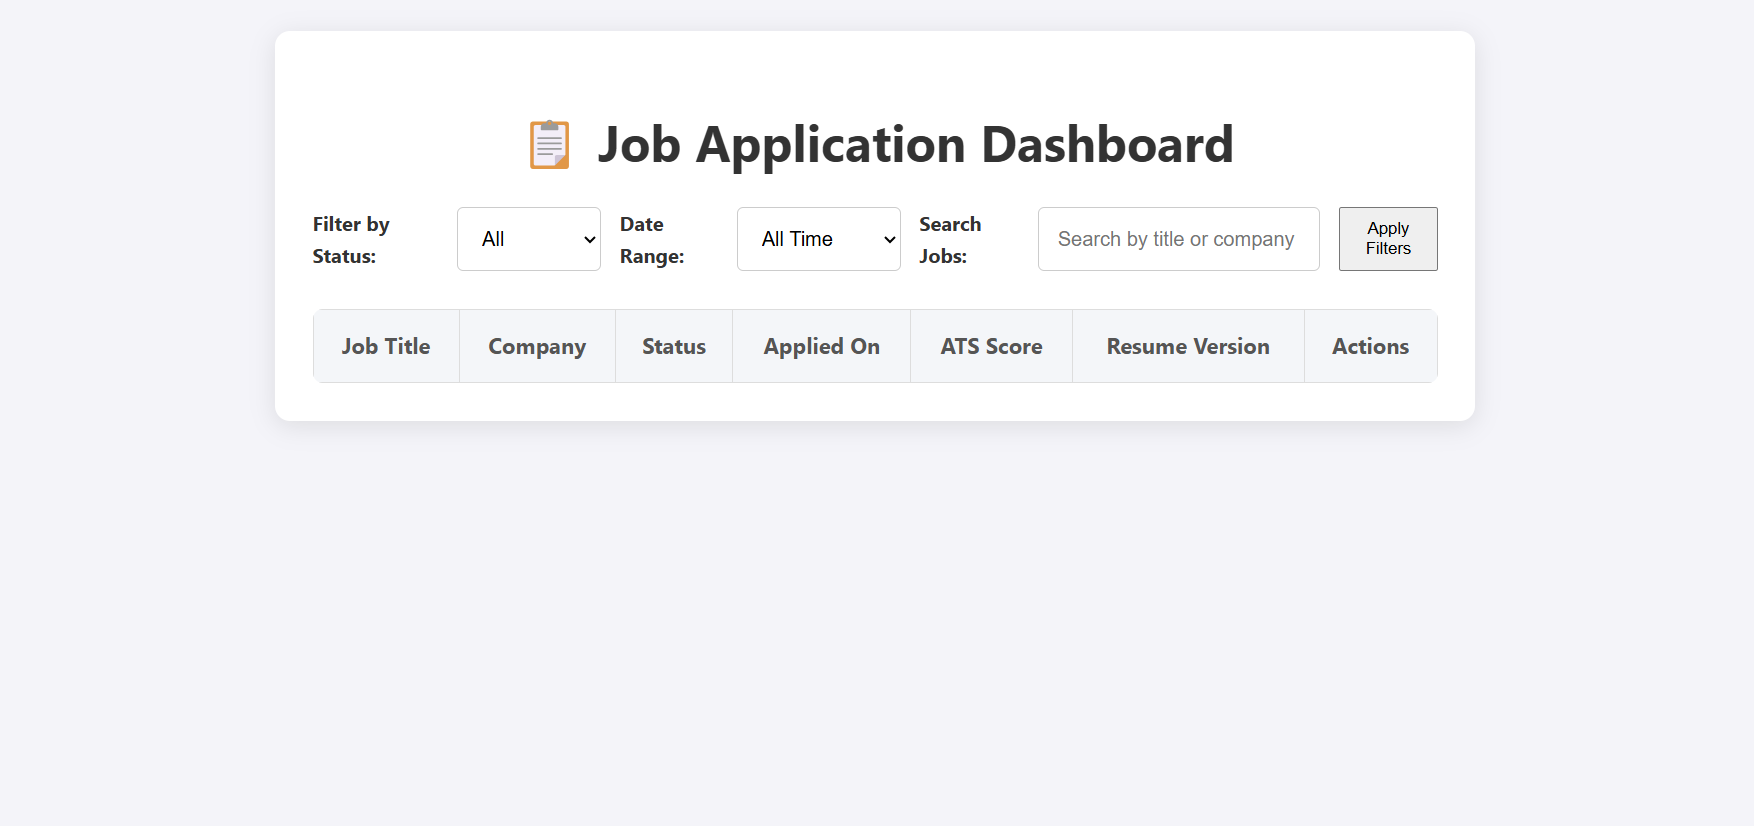 📋 Job Application Dashboard
Filter by
Status:
All
Date
Range:
All Time
Search
Jobs:
Search by title or company
Apply
Filters
Job Title Company Status Applied On ATS Score Resume Version Actions